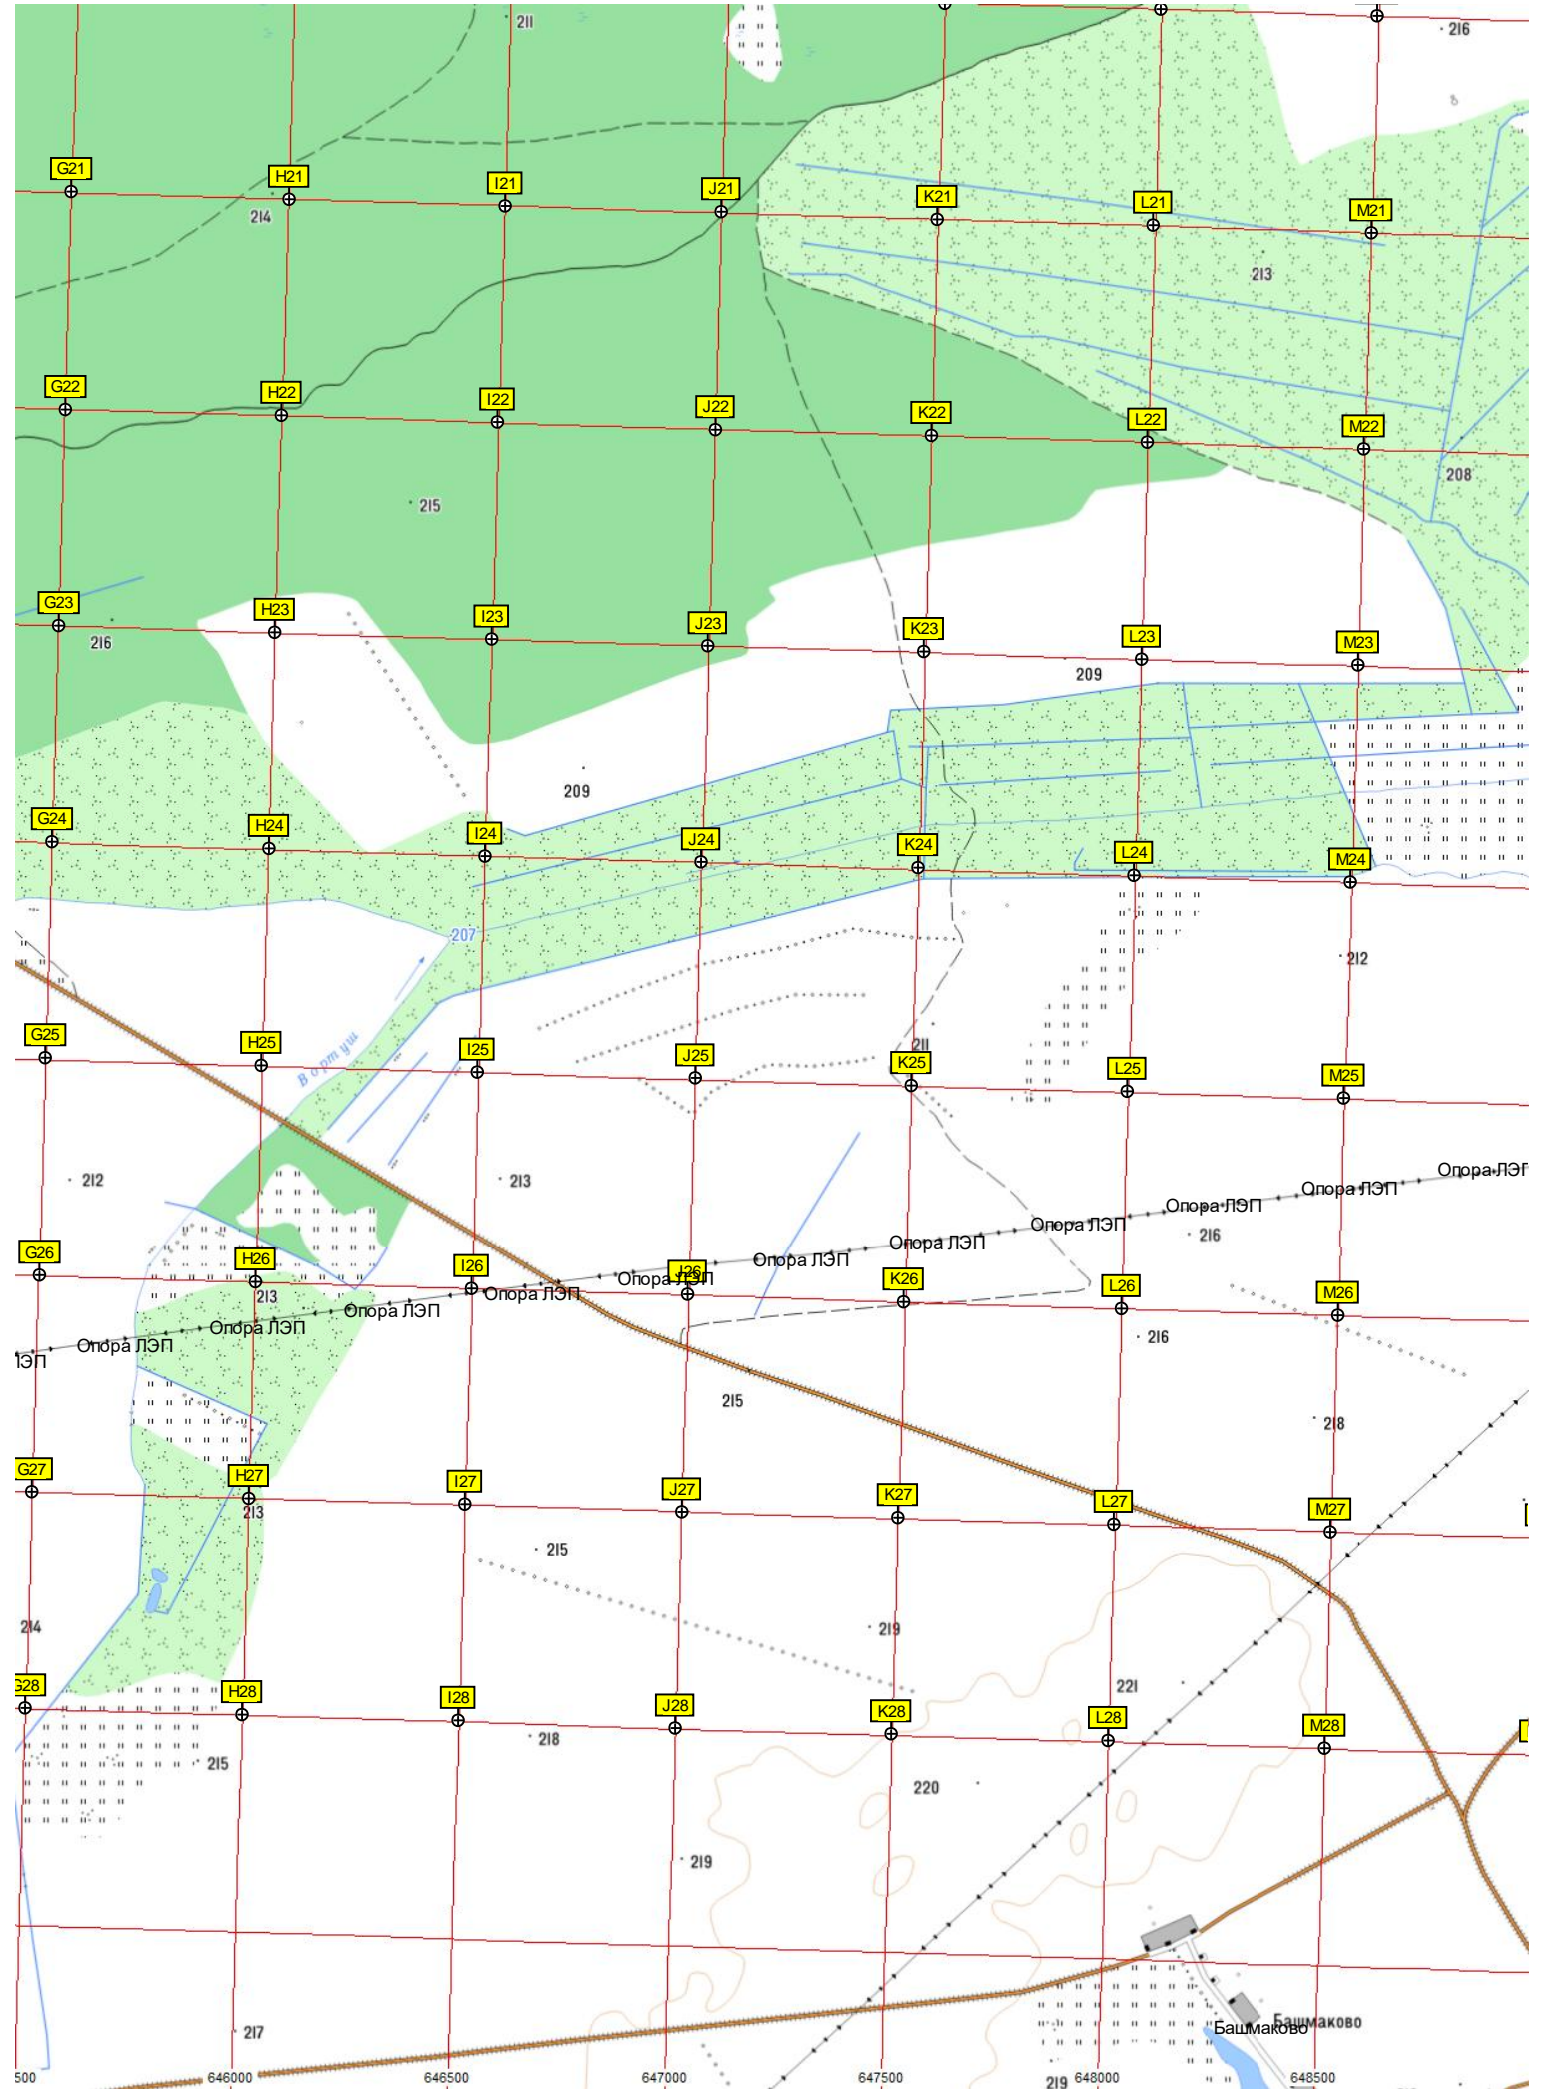 211
216
G21
H21
I21
J21
K21
L21
M21
214
213
G22
H22
I22
J22
K22
L22
M22
208
215
G23
H23
I23
J23
K23
L23
M23
216
209
209
G24
H24
I24
J24
K24
L24
M24
207
212
Вортуш
211
G25
H25
I25
J25
K25
L25
M25
212
213
Опора ЛЭП
Опора ЛЭП
Опора ЛЭП
Опора ЛЭП
216
Опора ЛЭП
G26
H26
I26
J26
K26
L26
M26
Опора ЛЭП
Опора ЛЭП
Опора ЛЭП
213
Опора ЛЭП
Опора ЛЭП
Опора ЛЭП
ЛЭП
216
215
218
G27
H27
I27
J27
K27
L27
M27
213
215
214
219
221
G28
H28
I28
J28
K28
L28
M28
218
215
220
219
217
Башмаково
Башмаково
219
500
646000
646500
647000
647500
648000
648500